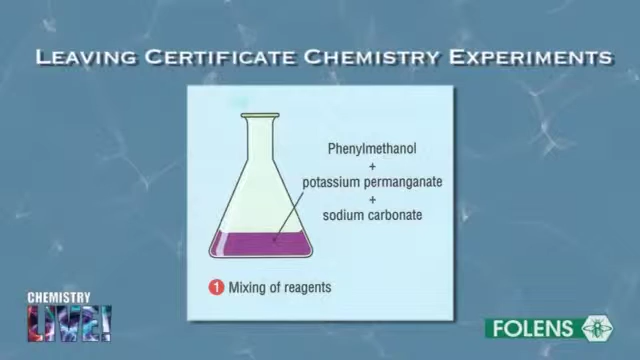 LEAVING CERTIFICATE CHEMISTRY EXPERIMENTS
Phenylmethanol
+
potassium permanganate
+
sodium carbonate
1 Mixing of reagents
CHEMISTRY
LIVE!
FOLENS